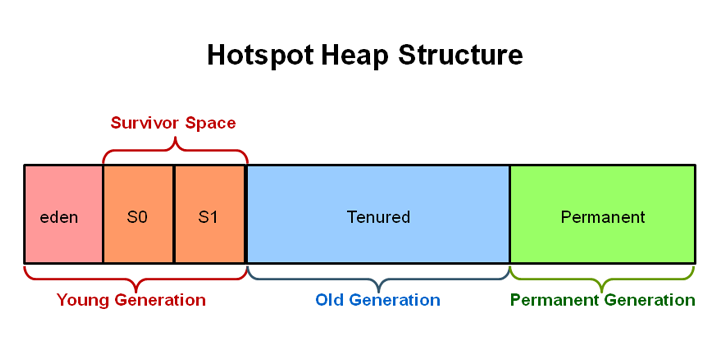 Hotspot Heap Structure
Survivor Space
eden S0 S1 Tenured Permanent
Young Generation Old Generation Permanent Generation